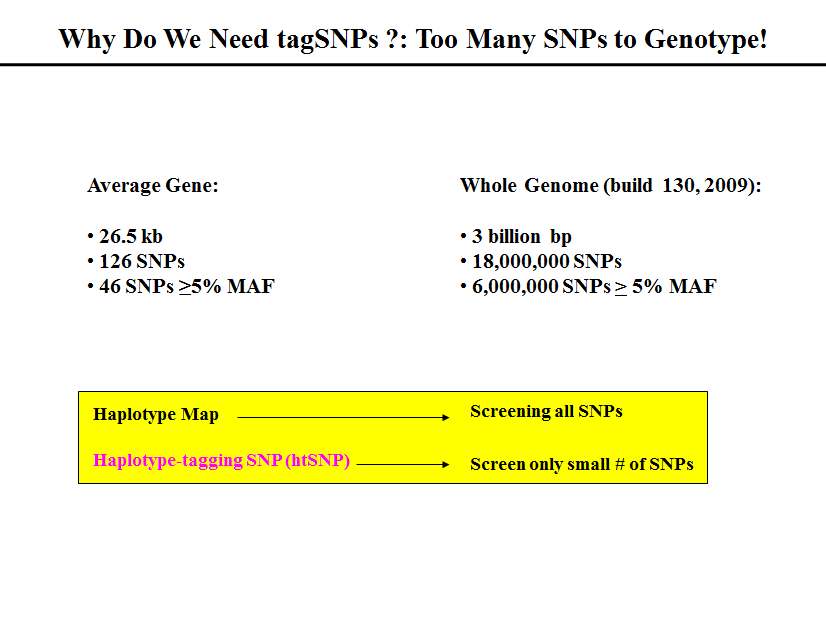 Why Do We Need tagSNPs ?: Too Many SNPs to Genotype!
Average Gene:
• 26.5 kb
• 126 SNPs
• 46 SNPs ≥5% MAF
Whole Genome (build 130, 2009):
• 3 billion bp
• 18,000,000 SNPs
• 6,000,000 SNPs ≥ 5% MAF
Haplotype Map
Screening all SNPs
Haplotype-tagging SNP (htSNP)
Screen only small # of SNPs